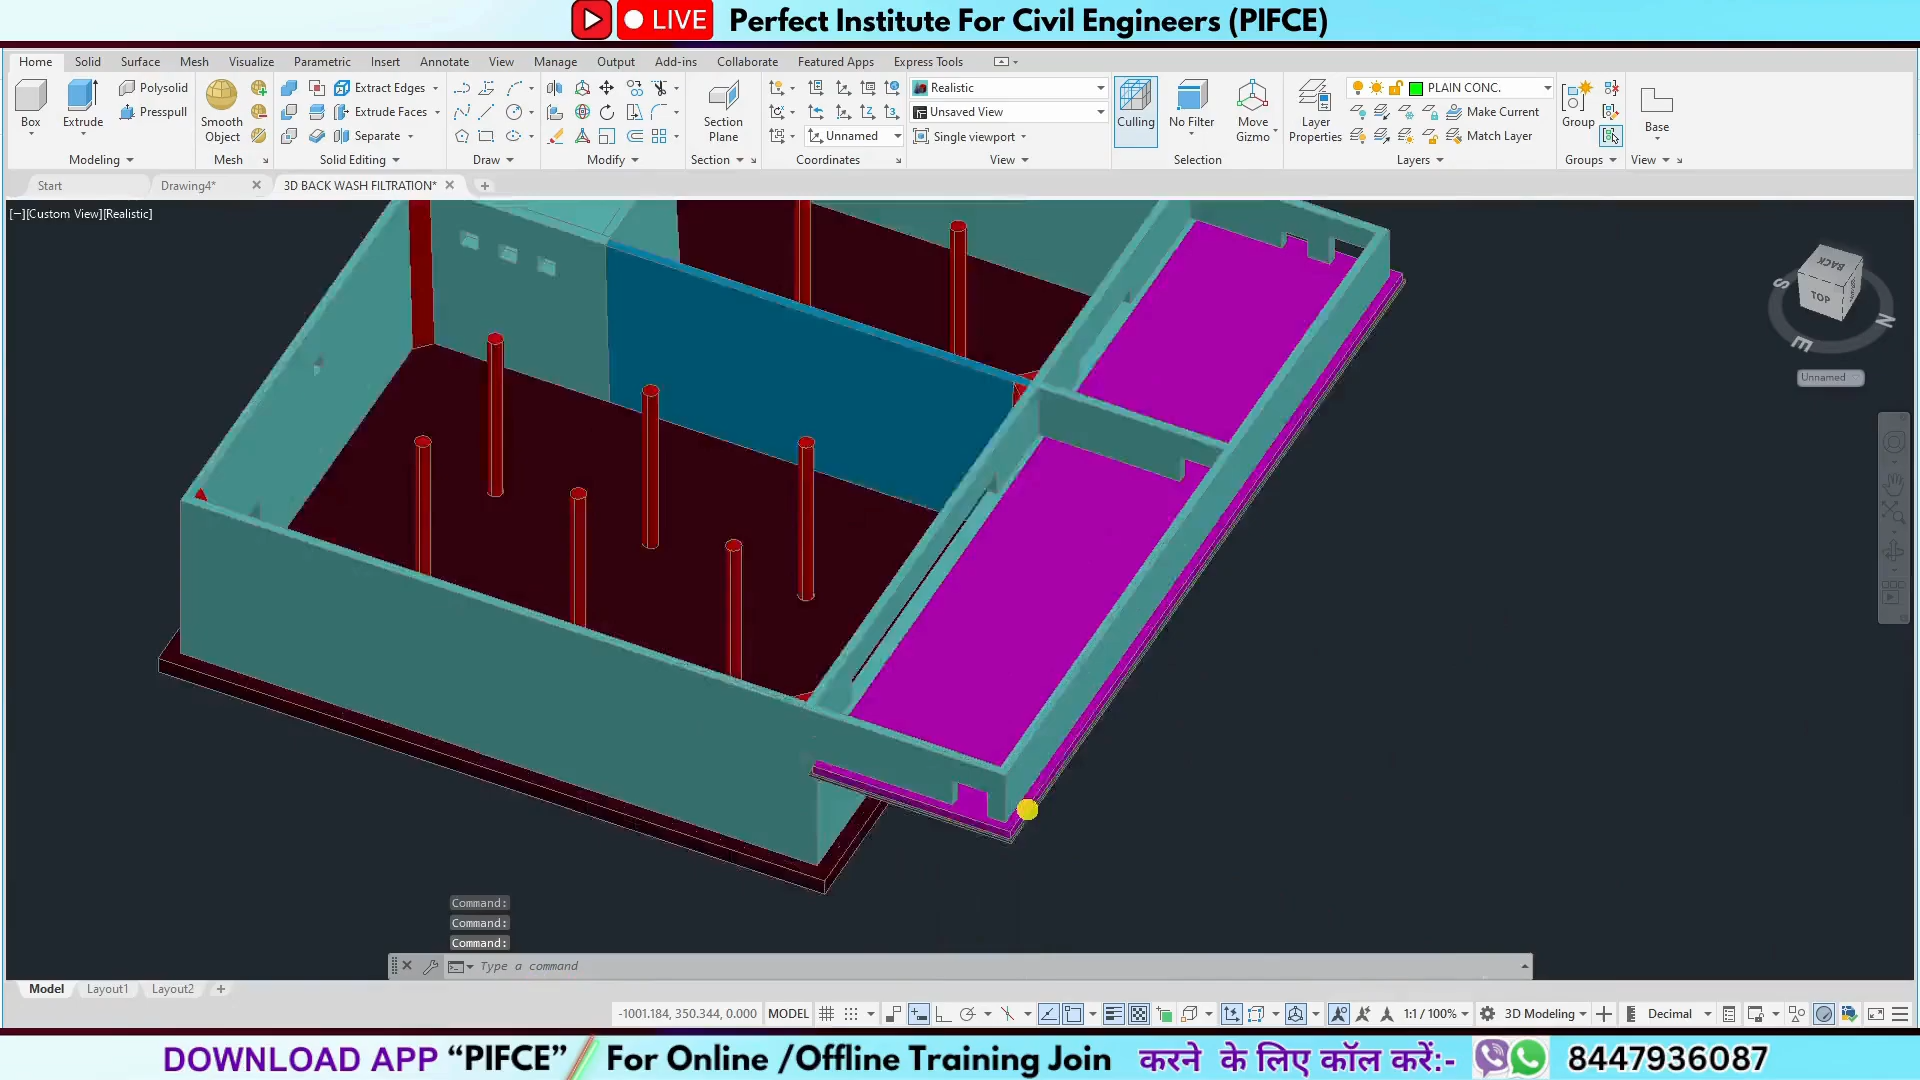 LIVE Perfect Institute For Civil Engineers (PIFCE)
Home Solid Surface Mesh Visualize Parametric Insert Annotate View Manage Output Add-ins Collaborate Featured Apps Express Tools
Box Extrude Polysolid Presspull
Modeling
Smooth Object
Mesh
Extract Edges
Extrude Faces
Separate
Solid Editing
Draw
Modify
Section Plane
Section
Unnamed
Coordinates
Realistic
Unsaved View
Single viewport
View
Culling No Filter Move Gizmo
Selection
Layer Properties
PLAIN CONC.
Make Current
Match Layer
Layers
Group
Groups
Base
View
Start Drawing4* 3D BACK WASH FILTRATION*
[−][Custom View][Realistic]
BACK
TOP
S
N
E
Unnamed
Command:
Command:
Command:
Type a command
Model Layout1 Layout2
-1001.184, 350.344, 0.000 MODEL 1:1 / 100% 3D Modeling Decimal
DOWNLOAD APP “PIFCE” For Online /Offline Training Join करने के लिए कॉल करें:- 8447936087